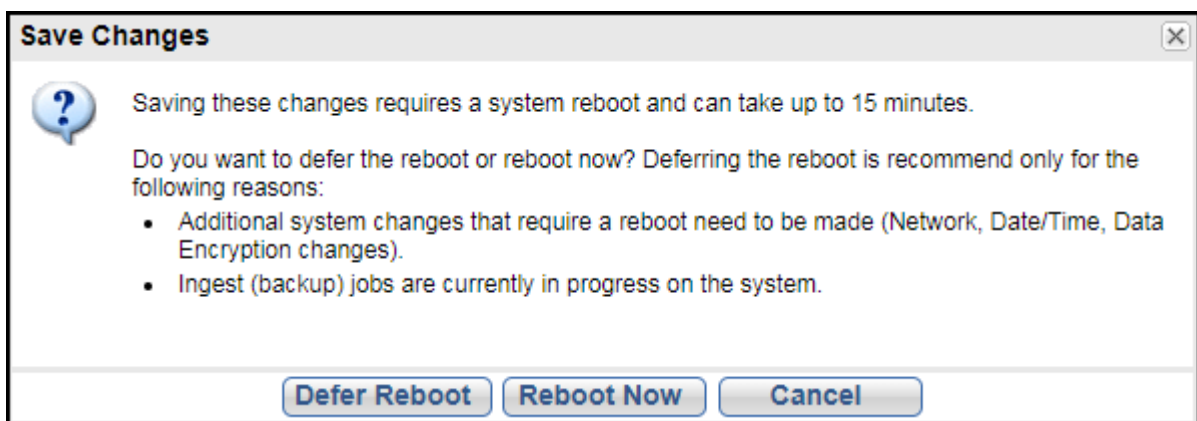 Save Changes
Saving these changes requires a system reboot and can take up to 15 minutes.
Do you want to defer the reboot or reboot now? Deferring the reboot is recommend only for the
following reasons:
• Additional system changes that require a reboot need to be made (Network, Date/Time, Data
Encryption changes).
• Ingest (backup) jobs are currently in progress on the system.
Defer Reboot Reboot Now Cancel